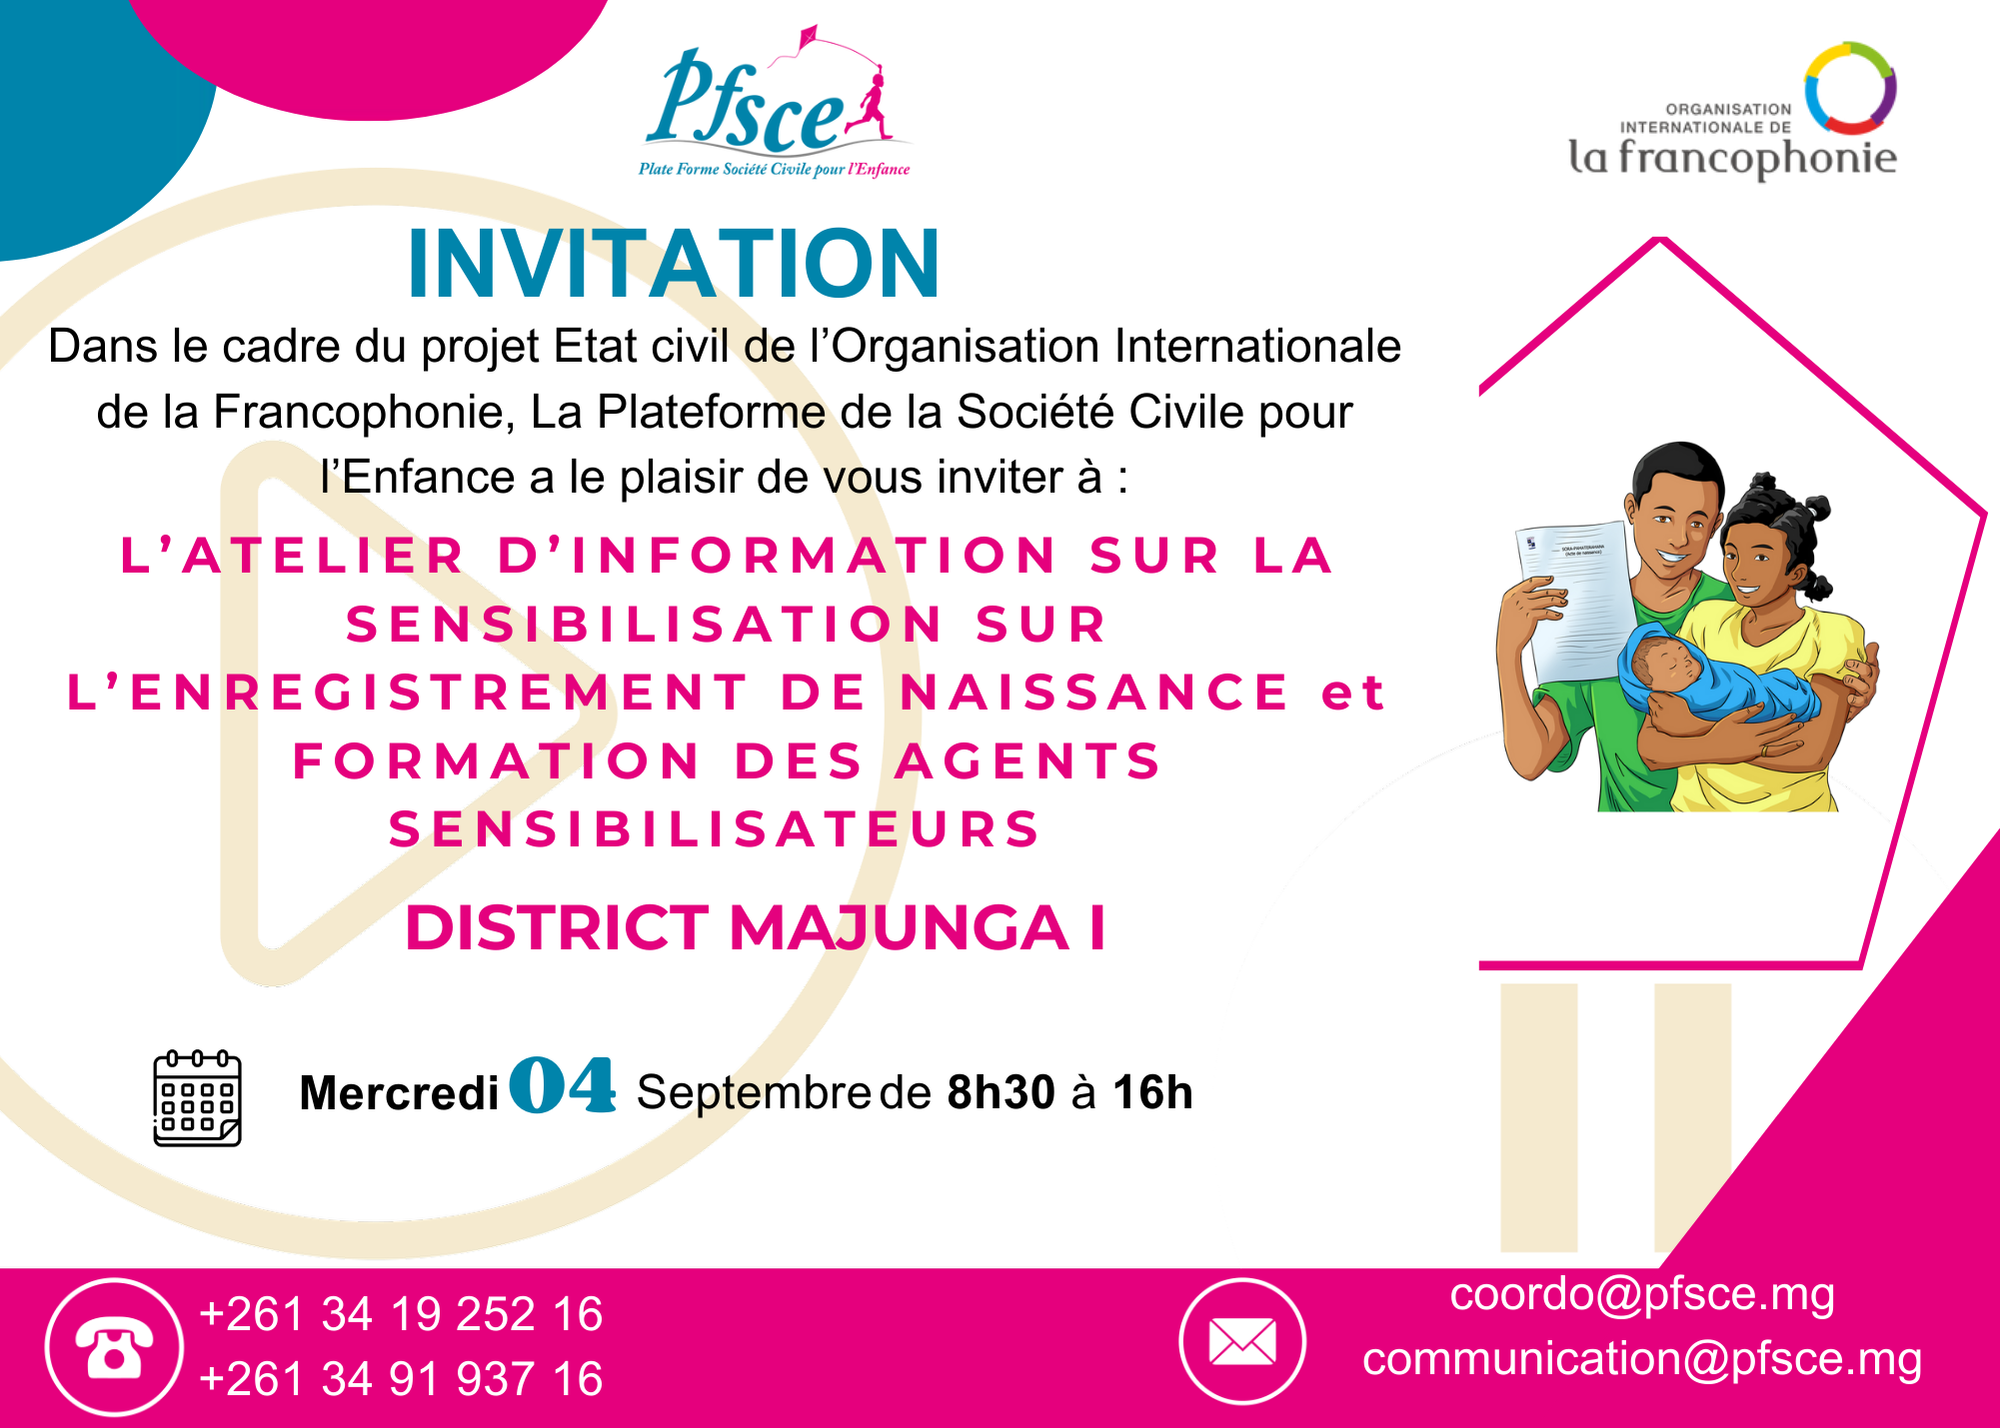 Pfsce
Plate Forme Société Civile pour l'Enfance
ORGANISATION
INTERNATIONALE DE
la francophonie
INVITATION
Dans le cadre du projet Etat civil de l'Organisation Internationale
de la Francophonie, La Plateforme de la Société Civile pour
l'Enfance a le plaisir de vous inviter à :
L'ATELIER D'INFORMATION SUR LA
SENSIBILISATION SUR
L'ENREGISTREMENT DE NAISSANCE et
FORMATION DES AGENTS
SENSIBILISATEURS
DISTRICT MAJUNGA I
(Acte de naissance)
Mercredi 04 Septembre de 8h30 à 16h
+261 34 19 252 16
+261 34 91 937 16
coordo@pfsce.mg
communication@pfsce.mg